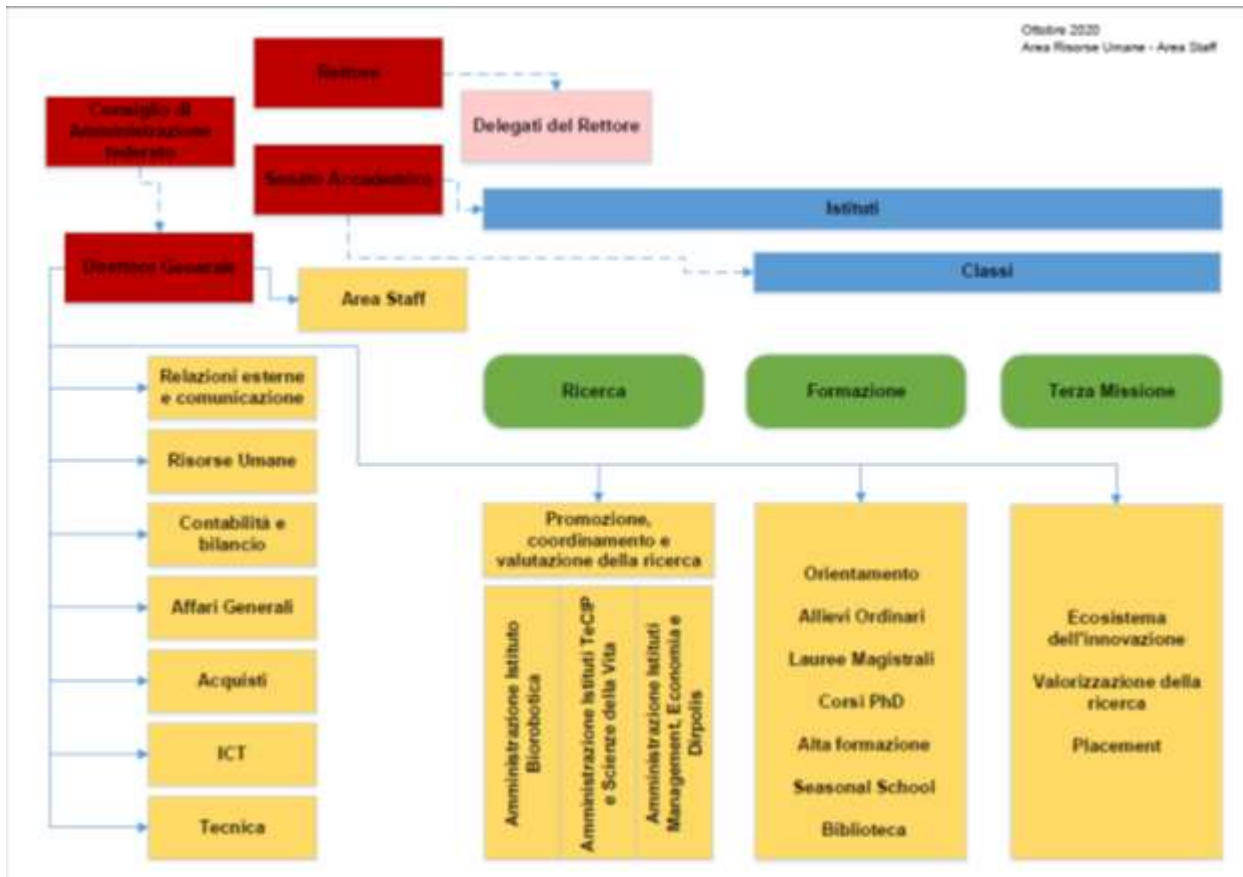 Ottobre 2020
Area Risorse Umane - Area Staff
Rettore
Consiglio di
Amministrazione
federato
Delegati del Rettore
Senato Accademico
Istituti
Direttore Generale
Classi
Area Staff
Relazioni esterne
e comunicazione
Ricerca
Formazione
Terza Missione
Risorse Umane
Contabilità e
bilancio
Affari Generali
Acquisti
ICT
Tecnica
Promozione,
coordinamento e
valutazione della ricerca
Amministrazione Istituto
Biorobotica
Amministrazione Istituti TeCIP
e Scienze della Vita
Amministrazione Istituti
Management, Economia e
Dirpolis
Orientamento
Allievi Ordinari
Lauree Magistrali
Corsi PhD
Alta formazione
Seasonal School
Biblioteca
Ecosistema
dell'innovazione
Valorizzazione della
ricerca
Placement